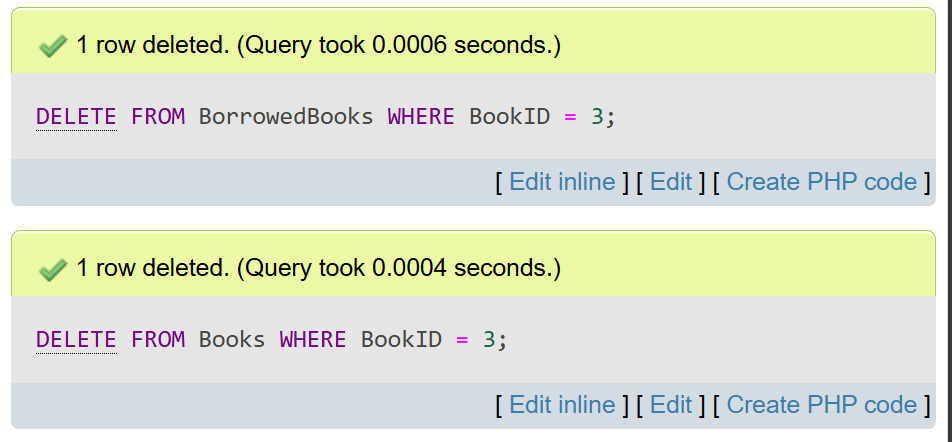 1 row deleted. (Query took 0.0006 seconds.)
DELETE FROM BorrowedBooks WHERE BookID = 3;
[ Edit inline ] [ Edit ] [ Create PHP code ]
1 row deleted. (Query took 0.0004 seconds.)
DELETE FROM Books WHERE BookID = 3;
[ Edit inline ] [ Edit ] [ Create PHP code ]